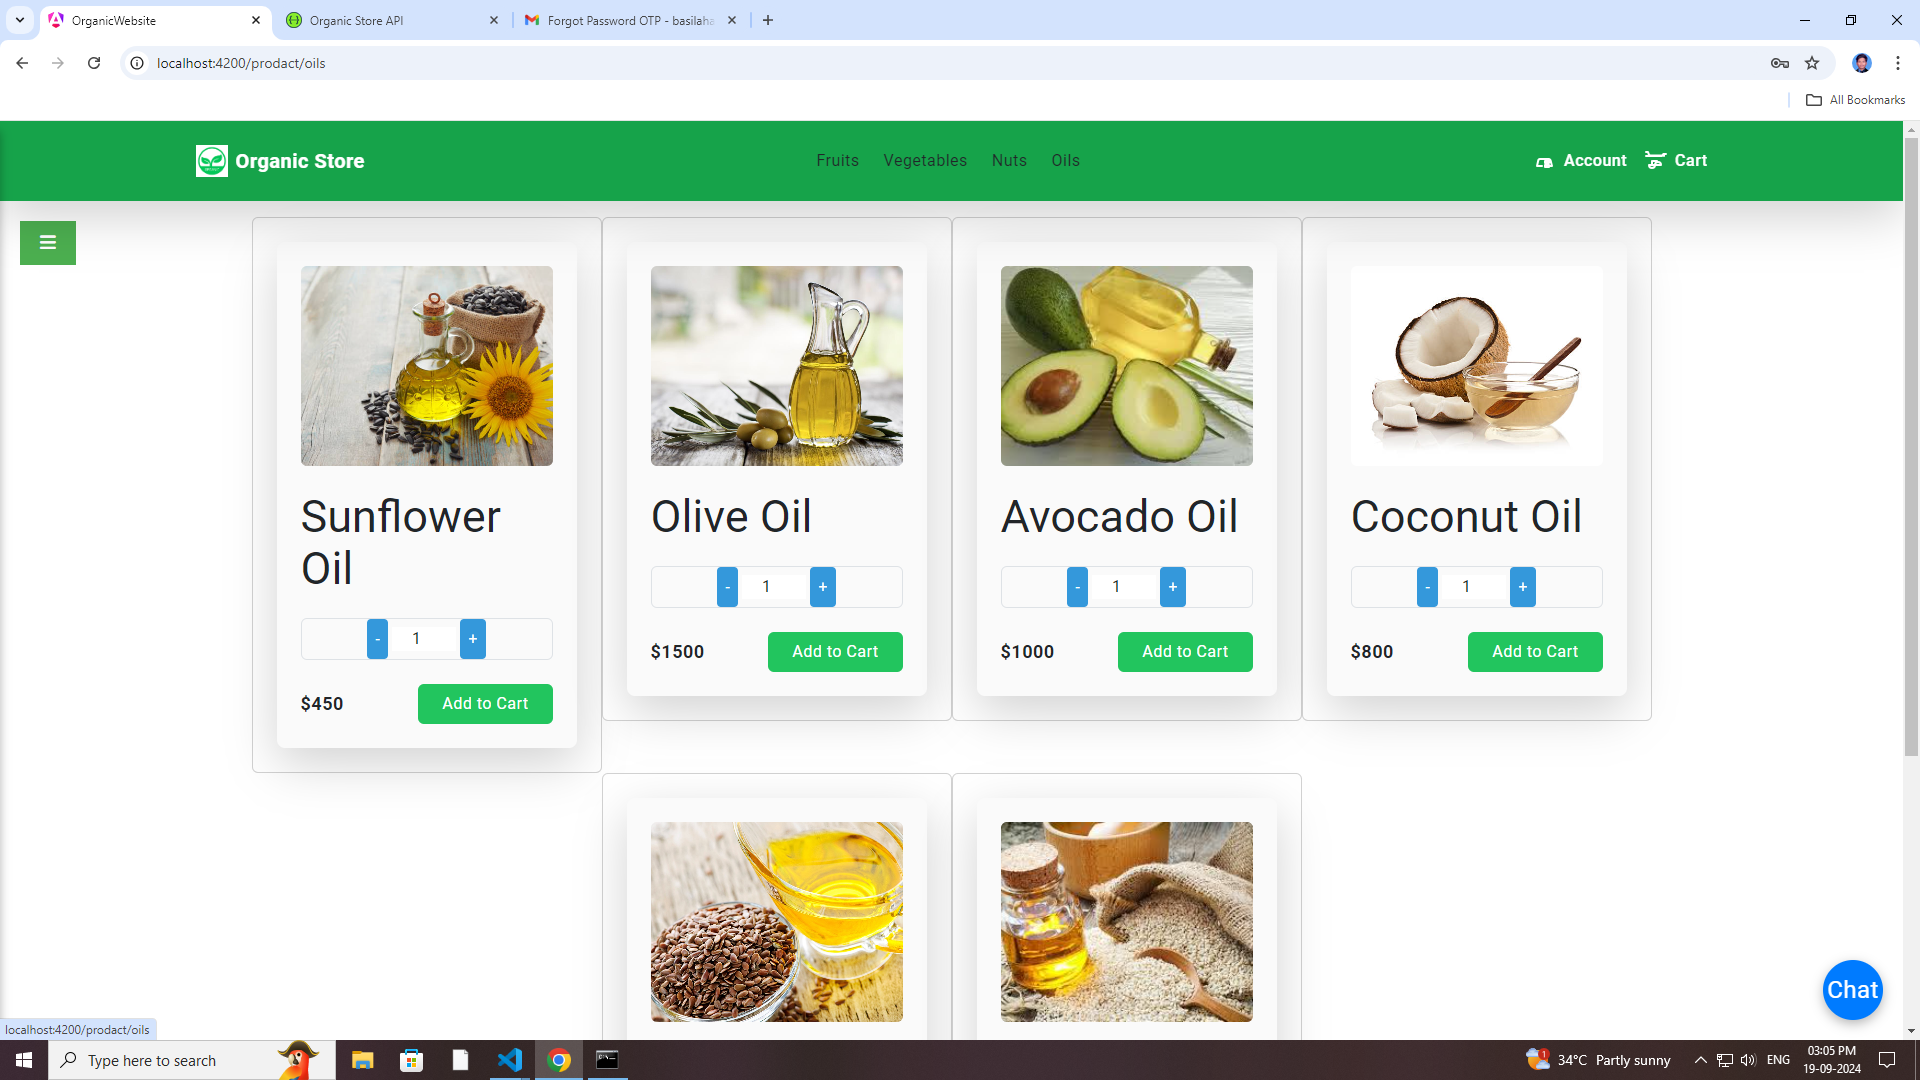 OrganicWebsite
Organic Store API
Forgot Password OTP - basilaha
localhost:4200/prodact/oils
All Bookmarks
Organic Store
Fruits
Vegetables
Nuts
Oils
Account
Cart
Sunflower
Oil
- 1 +
$450
Add to Cart
Olive Oil
- 1 +
$1500
Add to Cart
Avocado Oil
- 1 +
$1000
Add to Cart
Coconut Oil
- 1 +
$800
Add to Cart
Chat
localhost:4200/prodact/oils
Type here to search
1
34°C Partly sunny
ENG
03:05 PM
19-09-2024